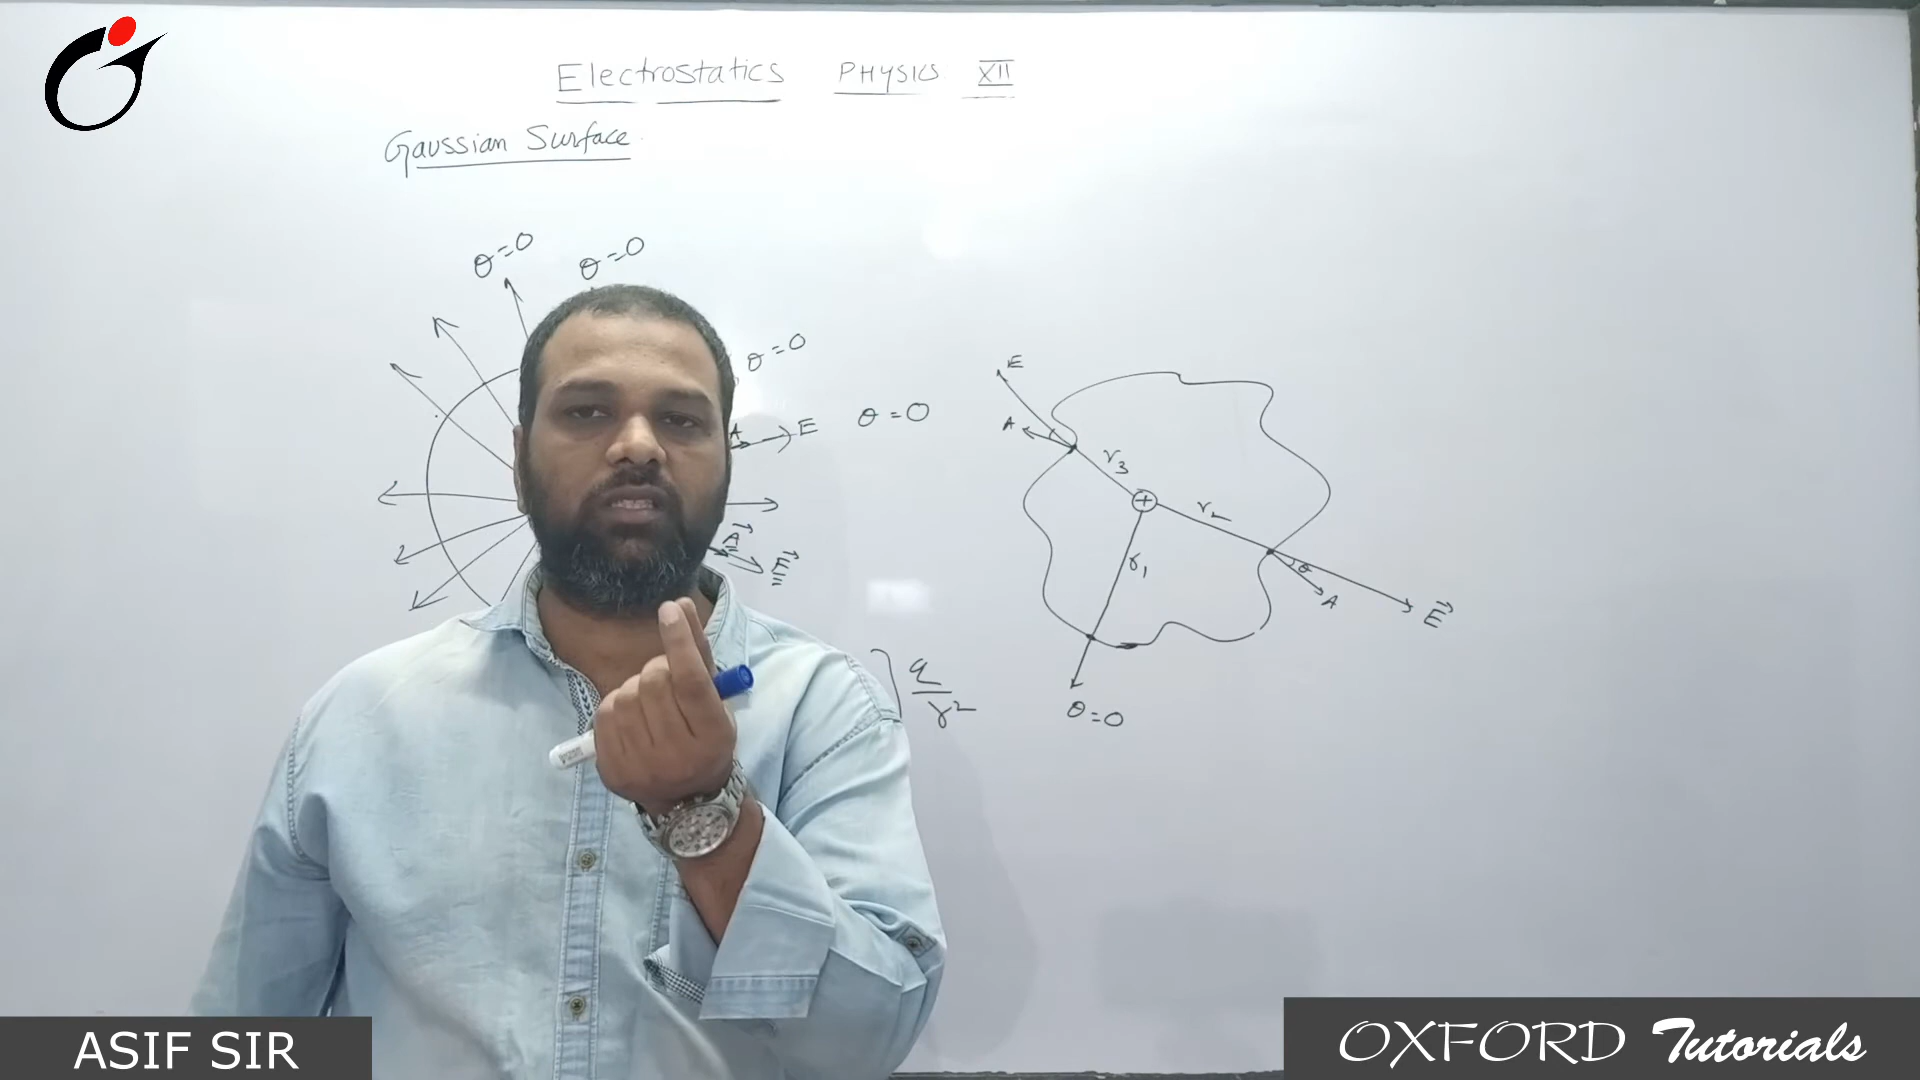 Electrostatics PHYSICS XII
Gaussian Surface
θ=0
θ=0
θ=0
A E θ=0
A⃗
E⃗
q/r²
E
A
r₃
+
r₂
r₁
θ
A
E⃗
θ=0
ASIF SIR
OXFORD Tutorials